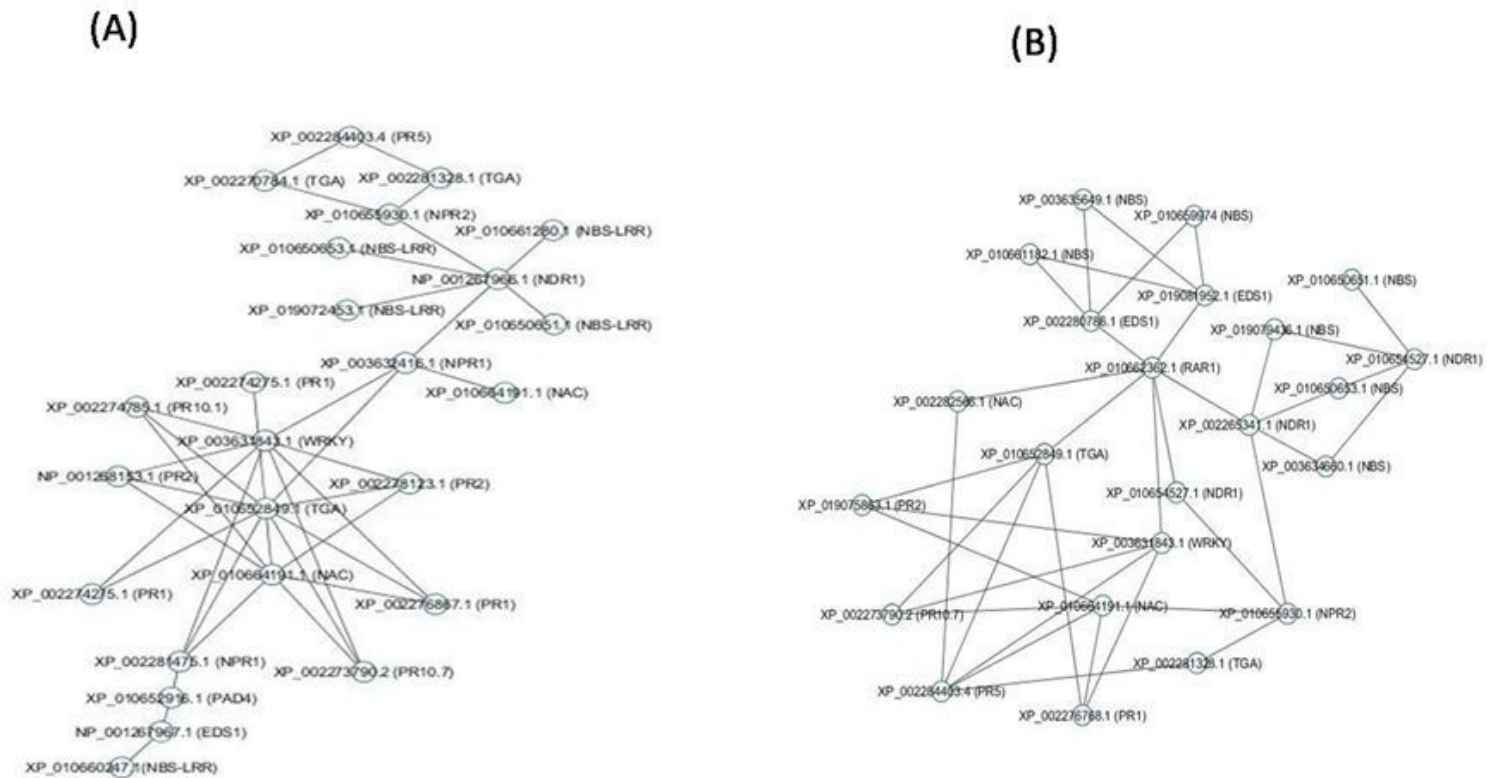 (A)
XP_002284403.4 (PR5)
XP_002270784.1 (TGA)
XP_002281328.1 (TGA)
XP_010655930.1 (NPR2)
XP_010661280.1 (NBS-LRR)
XP_010650653.1 (NBS-LRR)
NP_001267966.1 (NDR1)
XP_019072453.1 (NBS-LRR)
XP_010650651.1 (NBS-LRR)
XP_003632416.1 (NPR1)
XP_002274275.1 (PR1)
XP_010664191.1 (NAC)
XP_002274785.1 (PR10.1)
XP_003631843.1 (WRKY)
NP_001268153.1 (PR2)
XP_002278123.1 (PR2)
XP_010652849.1 (TGA)
XP_010664191.1 (NAC)
XP_002274275.1 (PR1)
XP_002276867.1 (PR1)
XP_002281475.1 (NPR1)
XP_002273790.2 (PR10.7)
XP_010652916.1 (PAD4)
NP_001267967.1 (EDS1)
XP_010660247.1(NBS-LRR)
(B)
XP_003635649.1 (NBS)
XP_010659974 (NBS)
XP_010661182.1 (NBS)
XP_010650651.1 (NBS)
XP_019081952.1 (EDS1)
XP_002280786.1 (EDS1)
XP_019079436.1 (NBS)
XP_010654527.1 (NDR1)
XP_010662362.1 (RAR1)
XP_010650653.1 (NBS)
XP_002282566.1 (NAC)
XP_002265341.1 (NDR1)
XP_010652849.1 (TGA)
XP_003634660.1 (NBS)
XP_010654527.1 (NDR1)
XP_019075863.1 (PR2)
XP_003631843.1 (WRKY)
XP_010664191.1 (NAC)
XP_002273790.2 (PR10.7)
XP_010655930.1 (NPR2)
XP_002281328.1 (TGA)
XP_002284403.4 (PR5)
XP_002276768.1 (PR1)